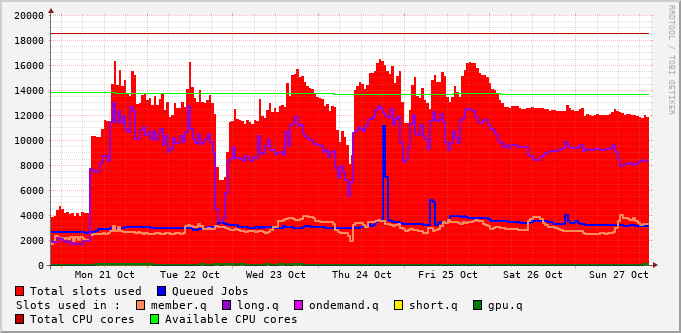 20000
18000
16000
14000
12000
10000
8000
6000
4000
2000
0
Mon 21 Oct Tue 22 Oct Wed 23 Oct Thu 24 Oct Fri 25 Oct Sat 26 Oct Sun 27 Oct
RRDTOOL / TOBI OETIKER
Total slots used Queued Jobs
Slots used in : member.q long.q ondemand.q short.q gpu.q
Total CPU cores Available CPU cores